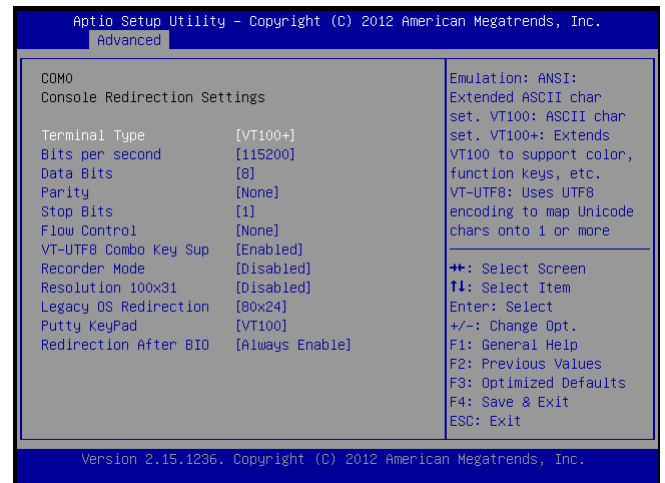 Aptio Setup Utility – Copyright (C) 2012 American Megatrends, Inc.
Advanced
COM0
Console Redirection Settings
Terminal Type [VT100+]
Bits per second [115200]
Data Bits [8]
Parity [None]
Stop Bits [1]
Flow Control [None]
VT-UTF8 Combo Key Sup [Enabled]
Recorder Mode [Disabled]
Resolution 100x31 [Disabled]
Legacy OS Redirection [80x24]
Putty KeyPad [VT100]
Redirection After BIO [Always Enable]
Emulation: ANSI:
Extended ASCII char
set. VT100: ASCII char
set. VT100+: Extends
VT100 to support color,
function keys, etc.
VT-UTF8: Uses UTF8
encoding to map Unicode
chars onto 1 or more
→←: Select Screen
↑↓: Select Item
Enter: Select
+/-: Change Opt.
F1: General Help
F2: Previous Values
F3: Optimized Defaults
F4: Save & Exit
ESC: Exit
Version 2.15.1236. Copyright (C) 2012 American Megatrends, Inc.